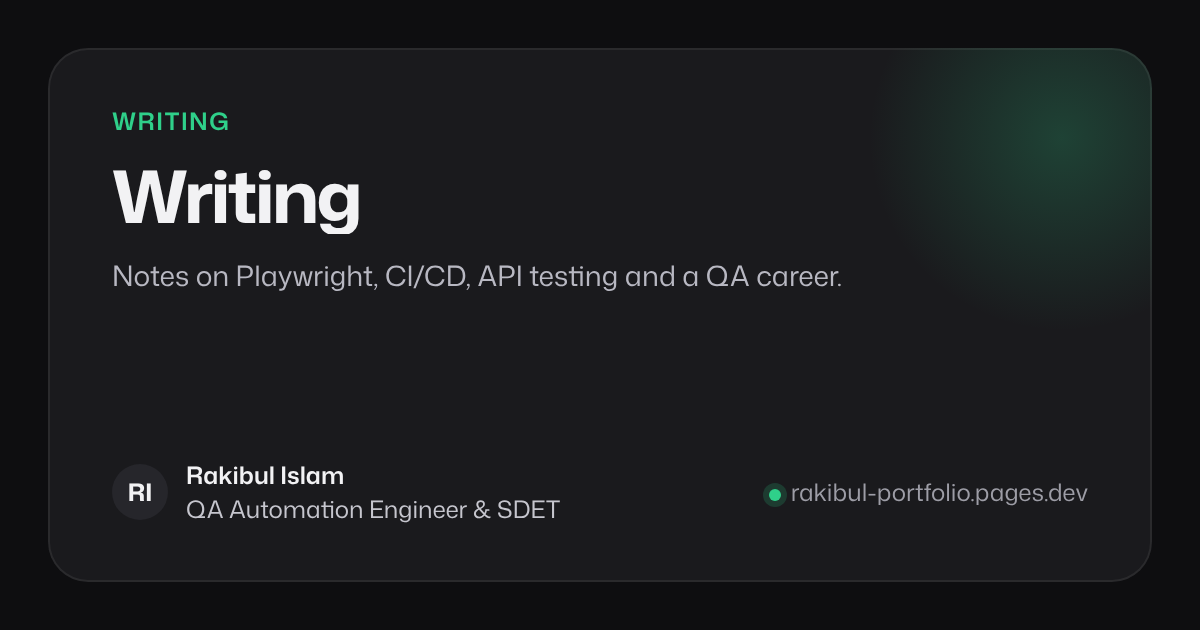 WRITING
Writing
Notes on Playwright, CI/CD, API testing and a QA career.
RI
Rakibul Islam
QA Automation Engineer & SDET
rakibul-portfolio.pages.dev